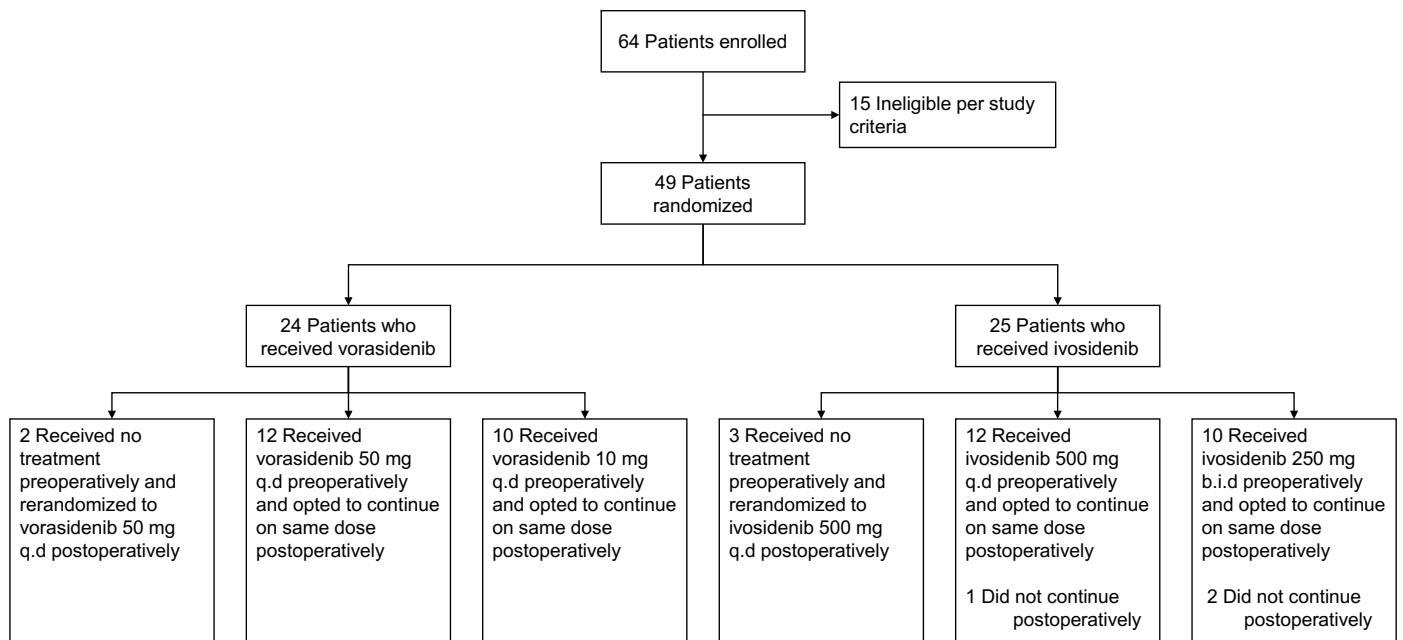 64 Patients enrolled
15 Ineligible per study
criteria
49 Patients
randomized
24 Patients who
received vorasidenib
25 Patients who
received ivosidenib
2 Received no
treatment
preoperatively and
rerandomized to
vorasidenib 50 mg
q.d postoperatively
12 Received
vorasidenib 50 mg
q.d preoperatively
and opted to continue
on same dose
postoperatively
10 Received
vorasidenib 10 mg
q.d preoperatively
and opted to continue
on same dose
postoperatively
3 Received no
treatment
preoperatively and
rerandomized to
ivosidenib 500 mg
q.d postoperatively
12 Received
ivosidenib 500 mg
q.d preoperatively
and opted to continue
on same dose
postoperatively
1 Did not continue
postoperatively
10 Received
ivosidenib 250 mg
b.i.d preoperatively
and opted to continue
on same dose
postoperatively
2 Did not continue
postoperatively